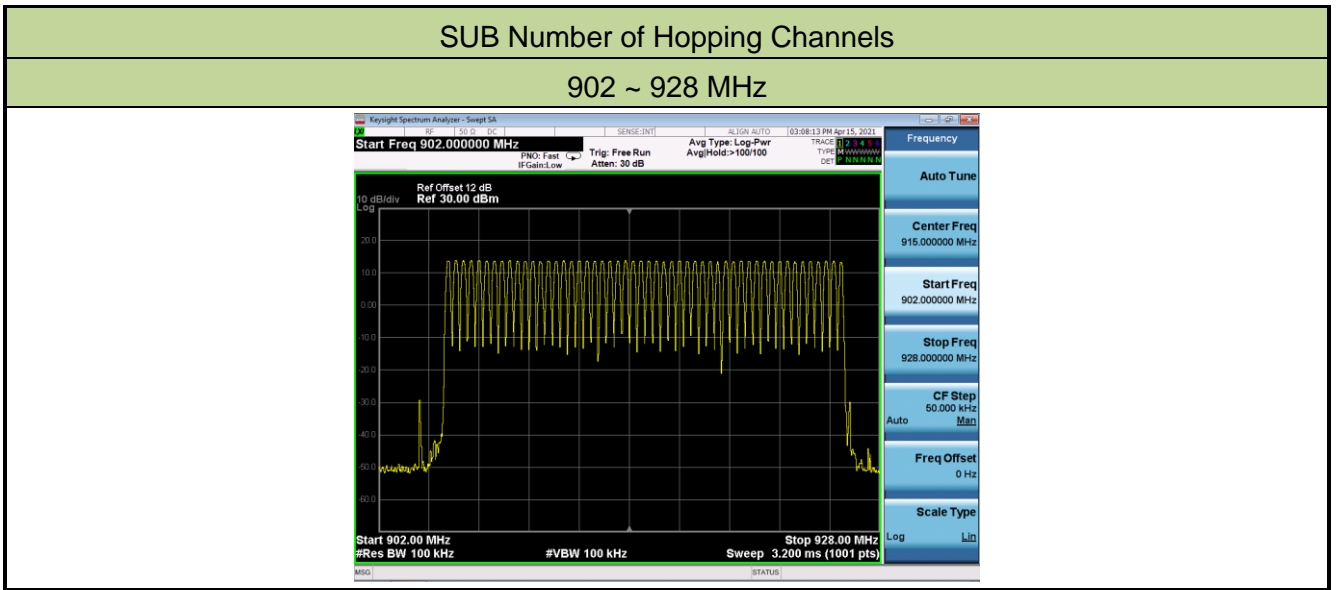 SUB Number of Hopping Channels
902 ~ 928 MHz
Keysight Spectrum Analyzer - Swept SA
RF 50 Ω DC SENSE:INT ALIGN AUTO 03:08:13 PM Apr 15, 2021
Start Freq 902.000000 MHz
PNO: Fast
IFGain:Low
Trig: Free Run
Atten: 30 dB
Avg Type: Log-Pwr
Avg|Hold:>100/100
TRACE 1 2 3 4 5 6
TYPE M W W W W W
DET P N N N N N
Ref Offset 12 dB
10 dB/div Ref 30.00 dBm
Log
20.0
10.0
0.00
-10.0
-20.0
-30.0
-40.0
-50.0
-60.0
Start 902.00 MHz Stop 928.00 MHz
#Res BW 100 kHz #VBW 100 kHz Sweep 3.200 ms (1001 pts)
MSG STATUS
Frequency
Auto Tune
Center Freq
915.000000 MHz
Start Freq
902.000000 MHz
Stop Freq
928.000000 MHz
CF Step
50.000 kHz
Auto Man
Freq Offset
0 Hz
Scale Type
Log Lin